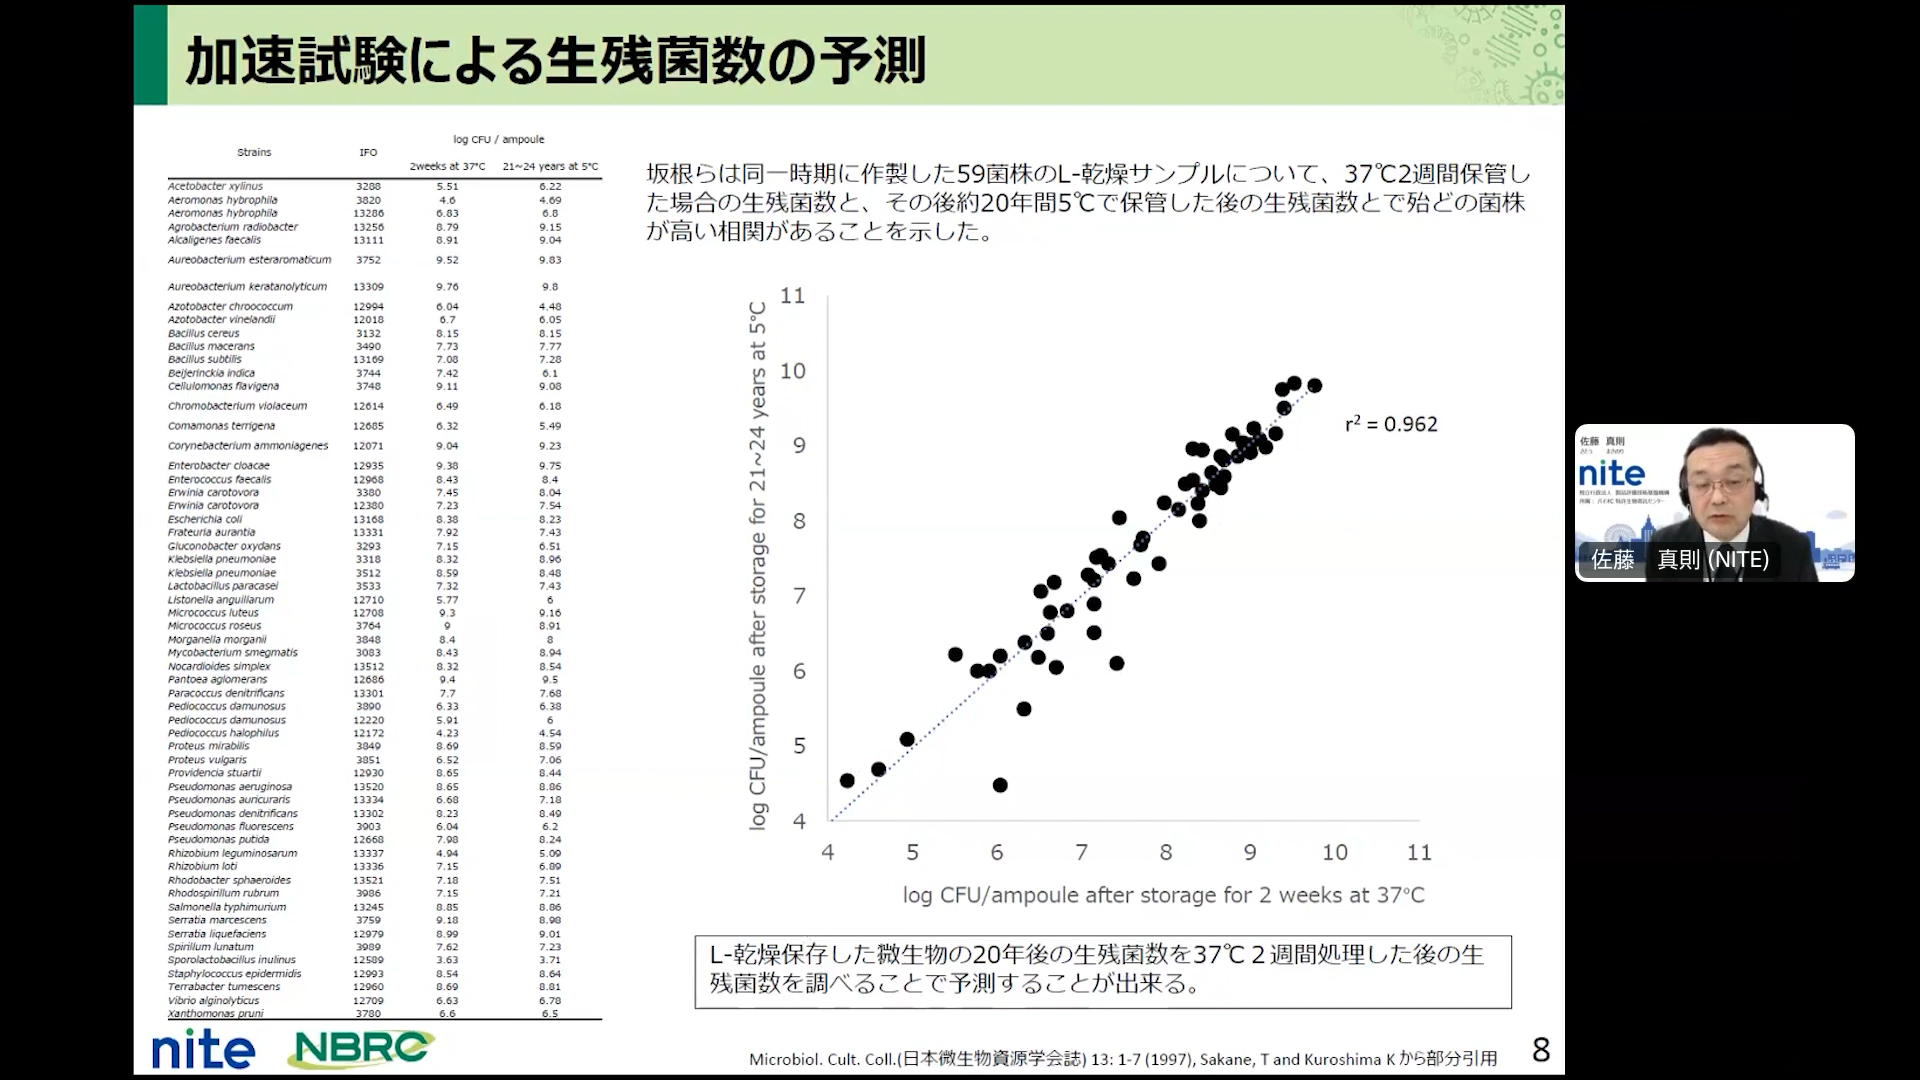 加速試験による生残菌数の予測
log CFU / ampoule
Strains IFO 2weeks at 37℃ 21~24 years at 5℃
Acetobacter xylinus 3288 5.51 6.22
Aeromonas hybrophila 3820 4.6 4.69
Aeromonas hybrophila 13286 6.83 6.8
Agrobacterium radiobacter 13256 8.79 9.15
Alcaligenes faecalis 13111 8.91 9.04
Aureobacterium esteraromaticum 3752 9.52 9.83
Aureobacterium keratanolyticum 13309 9.76 9.8
Azotobacter chroococcum 12994 6.04 4.48
Azotobacter vinelandii 12018 6.7 6.05
Bacillus cereus 3132 8.15 8.15
Bacillus macerans 3490 7.73 7.77
Bacillus subtilis 13169 7.08 7.28
Beijerinckia indica 3744 7.42 6.1
Cellulomonas flavigena 3748 9.11 9.08
Chromobacterium violaceum 12614 6.49 6.18
Comamonas terrigena 12685 6.32 5.49
Corynebacterium ammoniagenes 12071 9.04 9.23
Enterobacter cloacae 12935 9.38 9.75
Enterococcus faecalis 12968 8.43 8.4
Erwinia carotovora 3380 7.45 8.04
Erwinia carotovora 12380 7.23 7.54
Escherichia coli 13168 8.38 8.23
Frateuria aurantia 13331 7.92 7.43
Gluconobacter oxydans 3293 7.15 6.51
Klebsiella pneumoniae 3318 8.32 8.96
Klebsiella pneumoniae 3512 8.59 8.48
Lactobacillus paracasei 3533 7.32 7.43
Listonella anguillarum 12710 5.77 6
Micrococcus luteus 12708 9.3 9.16
Micrococcus roseus 3764 9 8.91
Morganella morganii 3848 8.4 8
Mycobacterium smegmatis 3083 8.43 8.94
Nocardioides simplex 13512 8.32 8.54
Pantoea aglomerans 12686 9.4 9.5
Paracoccus denitrificans 13301 7.7 7.68
Pediococcus damunosus 3890 6.33 6.38
Pediococcus damunosus 12220 5.91 6
Pediococcus halophilus 12172 4.23 4.54
Proteus mirabilis 3849 8.69 8.59
Proteus vulgaris 3851 6.52 7.06
Providencia stuartii 12930 8.65 8.44
Pseudomonas aeruginosa 13520 8.65 8.86
Pseudomonas auricuraris 13334 6.68 7.18
Pseudomonas denitrificans 13302 8.23 8.49
Pseudomonas fluorescens 3903 6.04 6.2
Pseudomonas putida 12668 7.98 8.24
Rhizobium leguminosarum 13337 4.94 5.09
Rhizobium loti 13336 7.15 6.89
Rhodobacter sphaeroides 13521 7.18 7.51
Rhodospirillum rubrum 3986 7.15 7.21
Salmonella typhimurium 13245 8.85 8.86
Serratia marcescens 3759 9.18 8.98
Serratia liquefaciens 12979 8.99 9.01
Spirillum lunatum 3989 7.62 7.23
Sporolactobacillus inulinus 12589 3.63 3.71
Staphylococcus epidermidis 12993 8.54 8.64
Terrabacter tumescens 12960 8.69 8.81
Vibrio alginolyticus 12709 6.63 6.78
Xanthomonas pruni 3780 6.6 6.5
坂根らは同一時期に作製した59菌株のL-乾燥サンプルについて、37℃2週間保管し
た場合の生残菌数と、その後約20年間5℃で保管した後の生残菌数とで殆どの菌株
が高い相関があることを示した。
log CFU/ampoule after storage for 21~24 years at 5℃
11
10
9
8
7
6
5
4
r² = 0.962
4 5 6 7 8 9 10 11
log CFU/ampoule after storage for 2 weeks at 37℃
L-乾燥保存した微生物の20年後の生残菌数を37℃２週間処理した後の生
残菌数を調べることで予測することが出来る。
nite NBRC
Microbiol. Cult. Coll.(日本微生物資源学会誌) 13: 1-7 (1997), Sakane, T and Kuroshima K から部分引用
8
佐藤 真則
nite
佐藤 真則 (NITE)